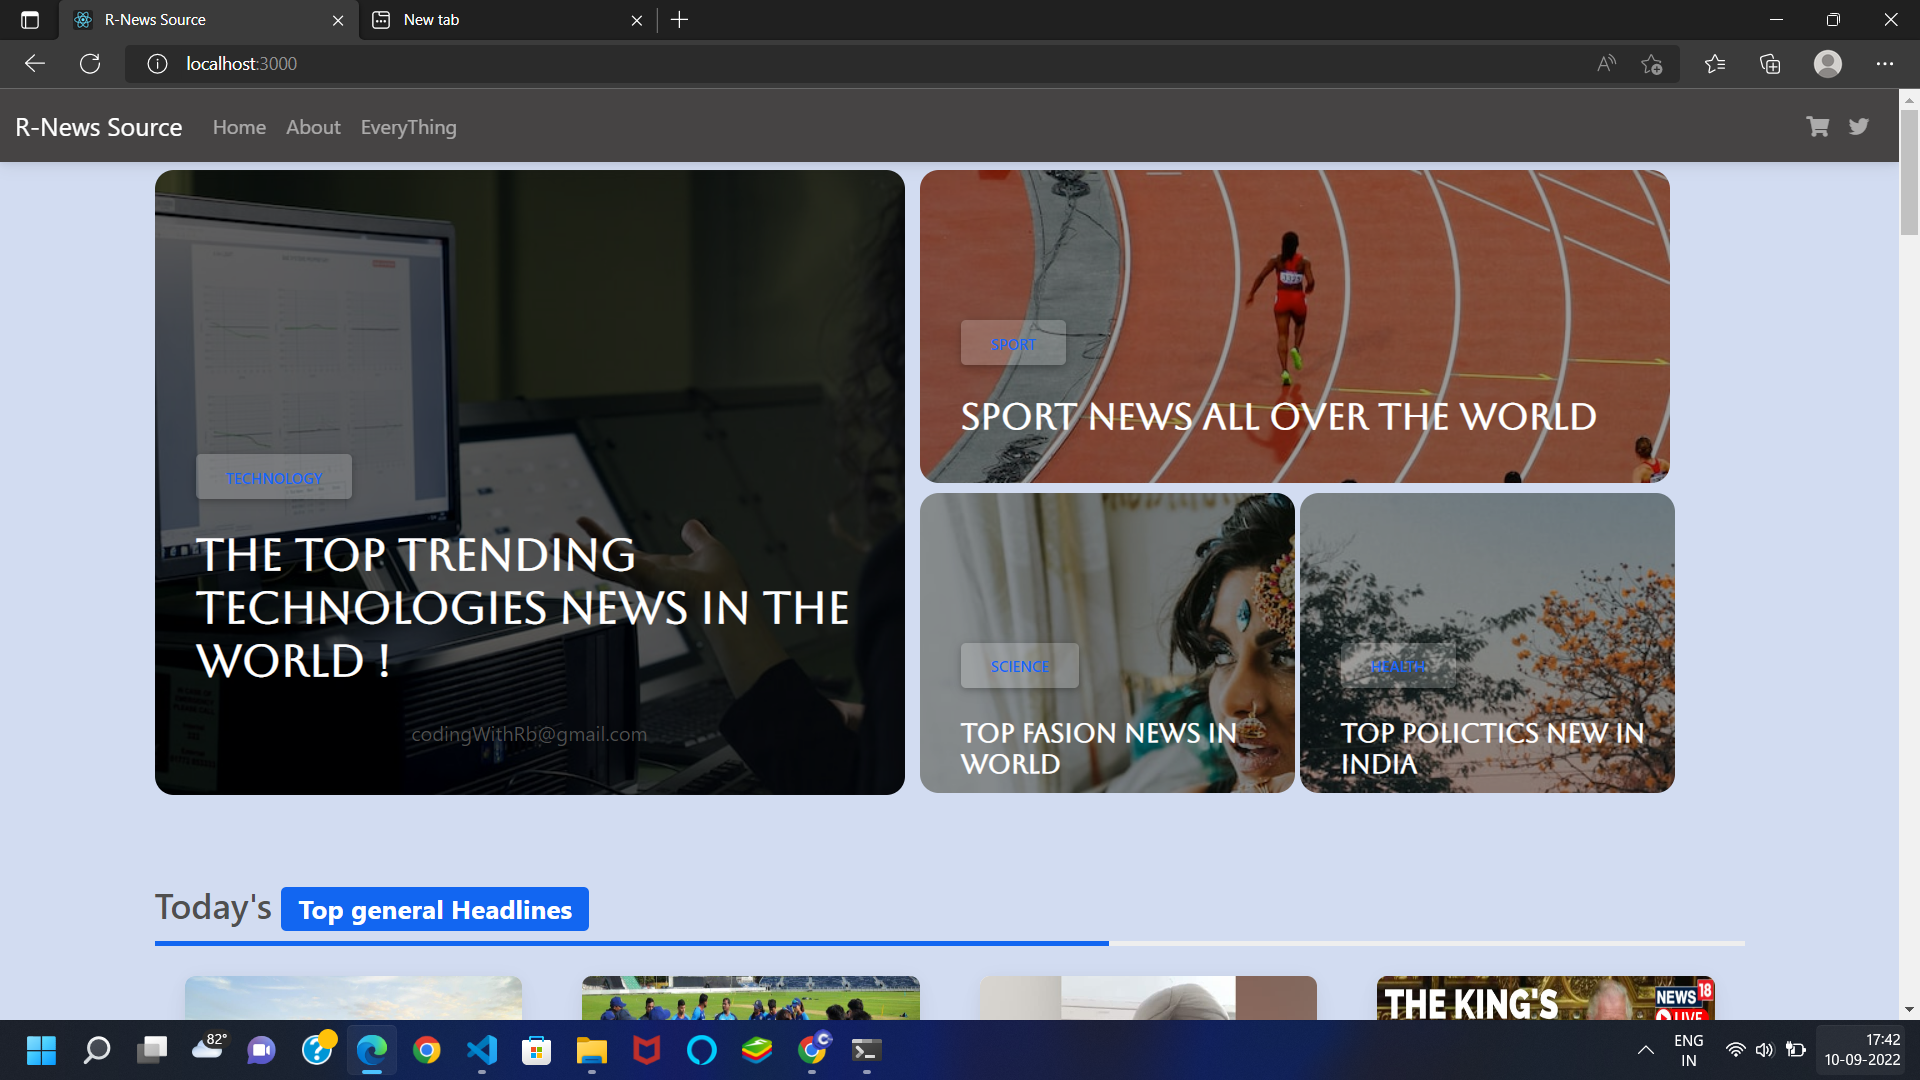 R-News Source
New tab
localhost:3000
R-News Source
Home
About
EveryThing
TECHNOLOGY
THE TOP TRENDING
TECHNOLOGIES NEWS IN THE
WORLD !
codingWithRb@gmail.com
SPORT
SPORT NEWS ALL OVER THE WORLD
SCIENCE
TOP FASION NEWS IN
WORLD
HEALTH
TOP POLICTICS NEW IN
INDIA
Today's Top general Headlines
THE KING'S
NEWS 18
LIVE
82°
ENG
IN
17:42
10-09-2022